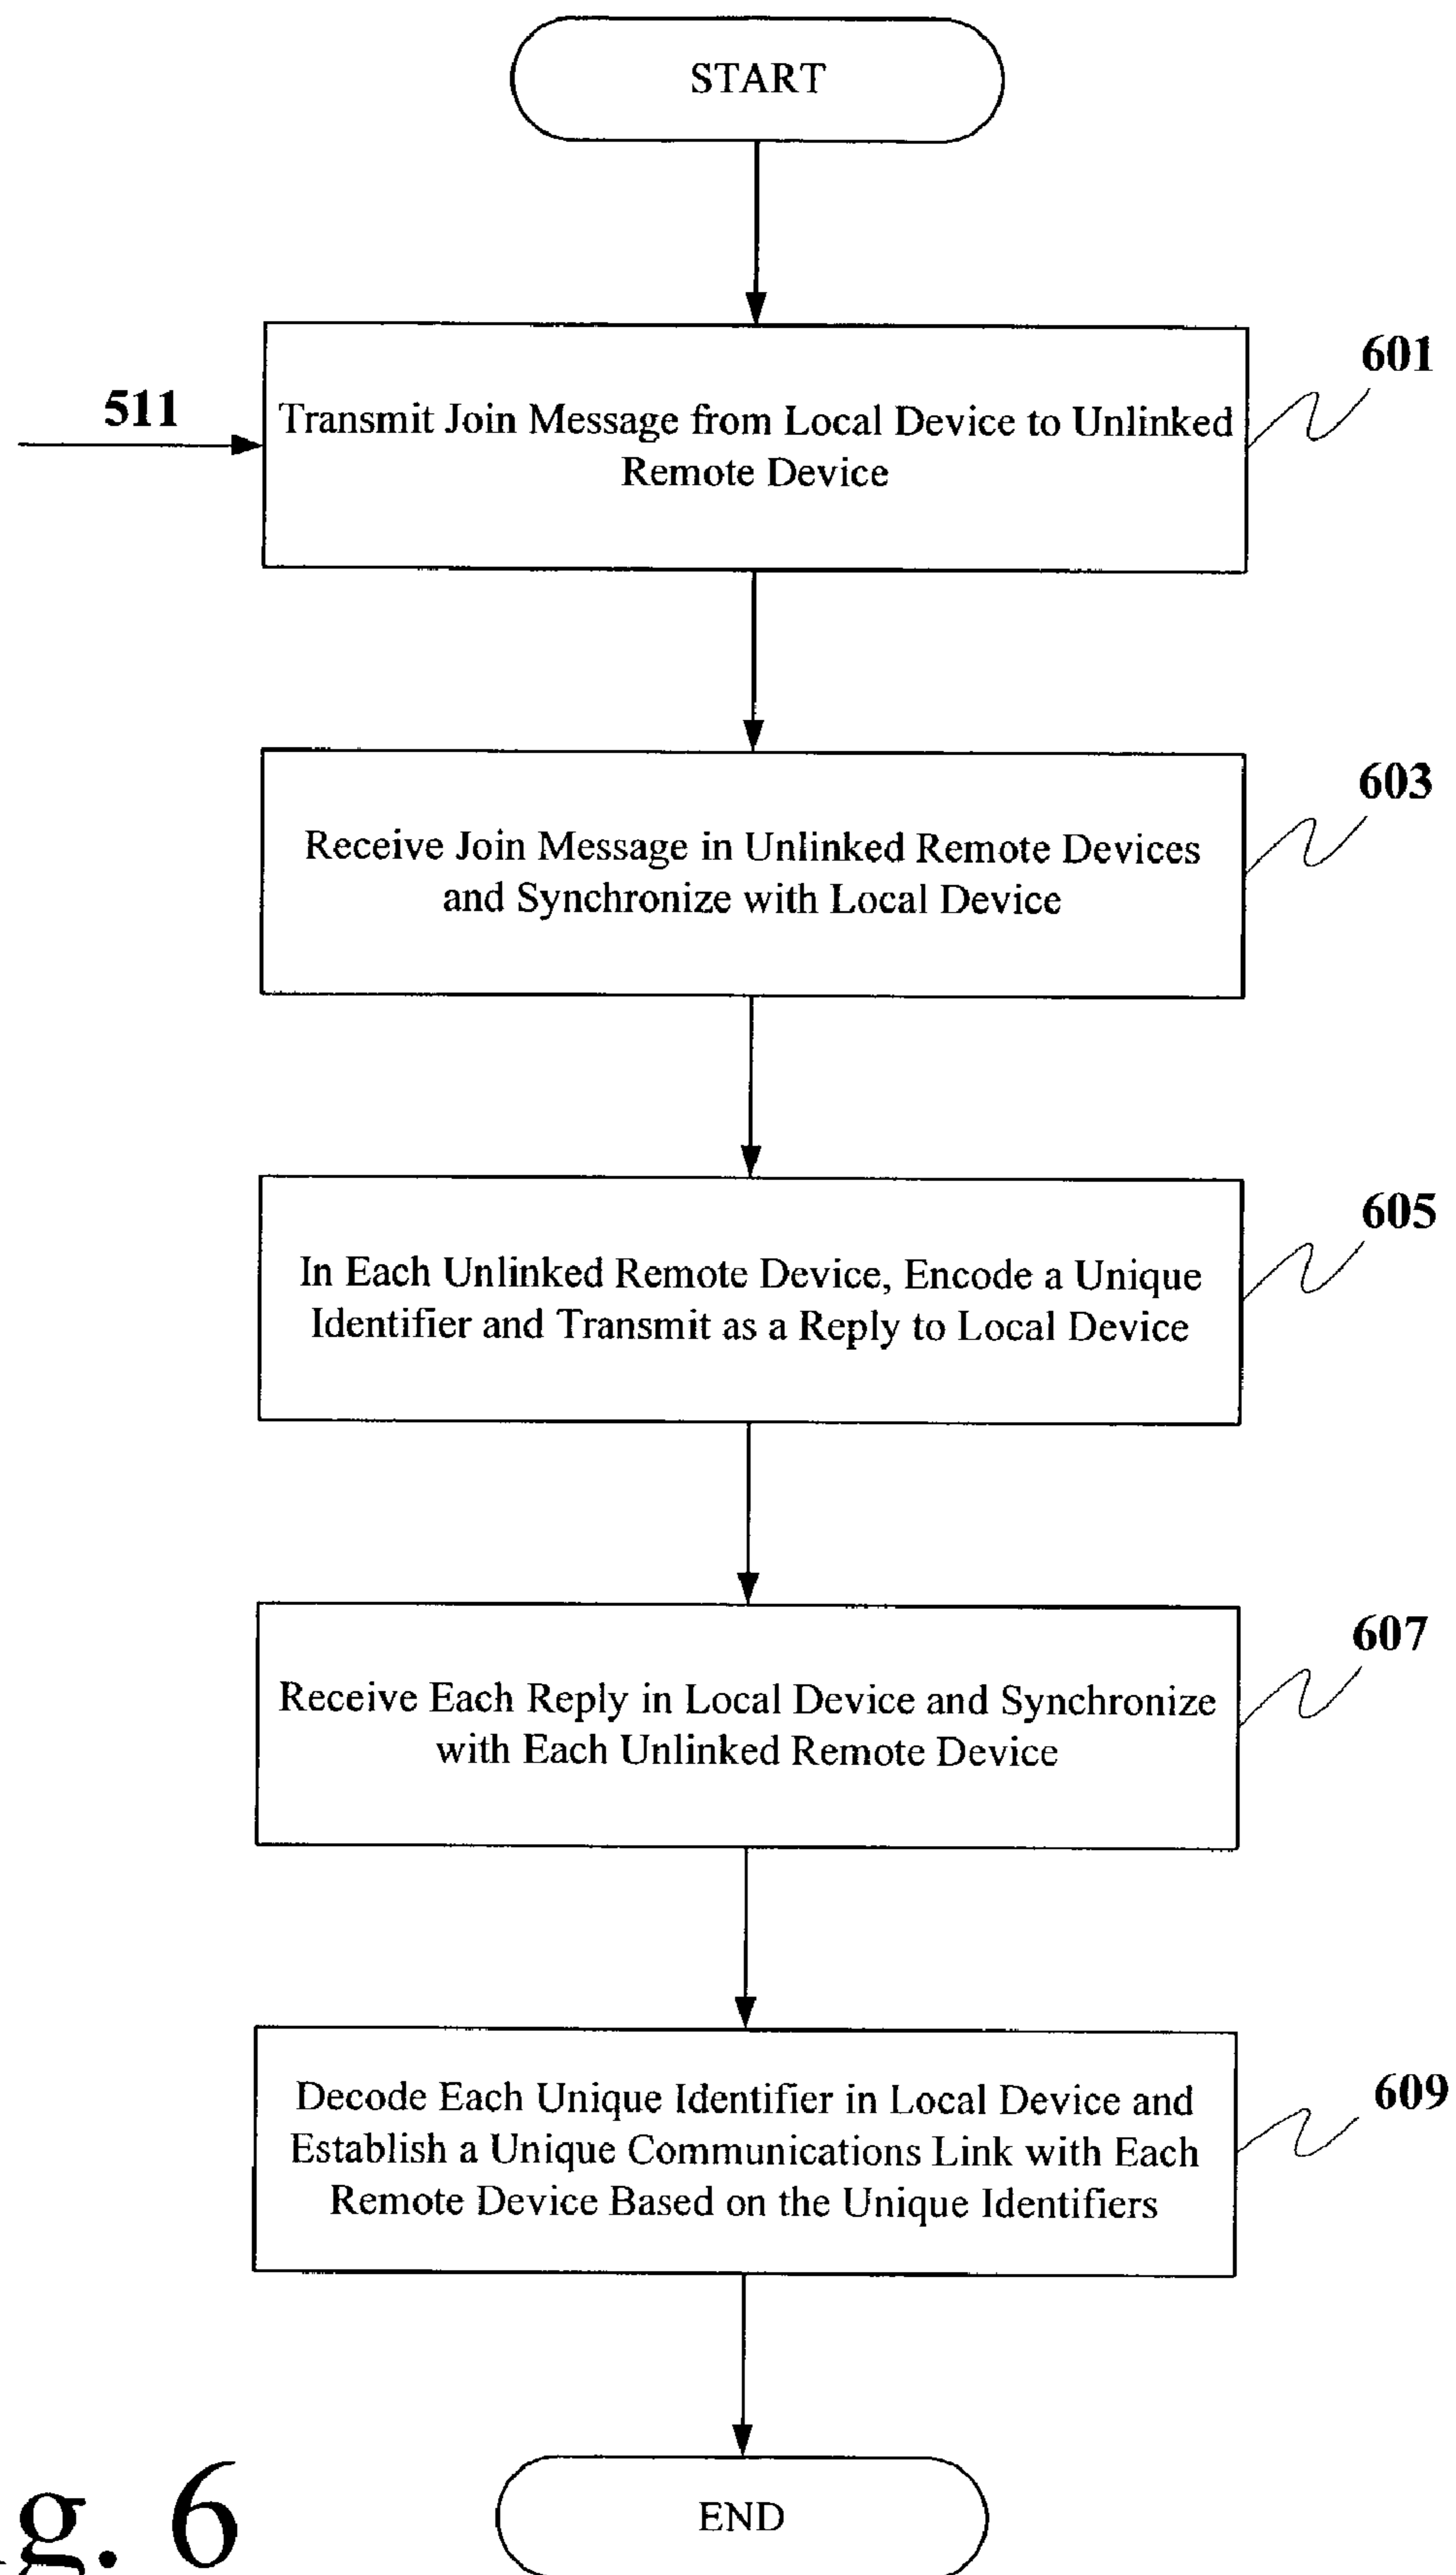 START
601
511
Transmit Join Message from Local Device to Unlinked
Remote Device
603
Receive Join Message in Unlinked Remote Devices
and Synchronize with Local Device
605
In Each Unlinked Remote Device, Encode a Unique
Identifier and Transmit as a Reply to Local Device
607
Receive Each Reply in Local Device and Synchronize
with Each Unlinked Remote Device
609
Decode Each Unique Identifier in Local Device and
Establish a Unique Communications Link with Each
Remote Device Based on the Unique Identifiers
END
g. 6